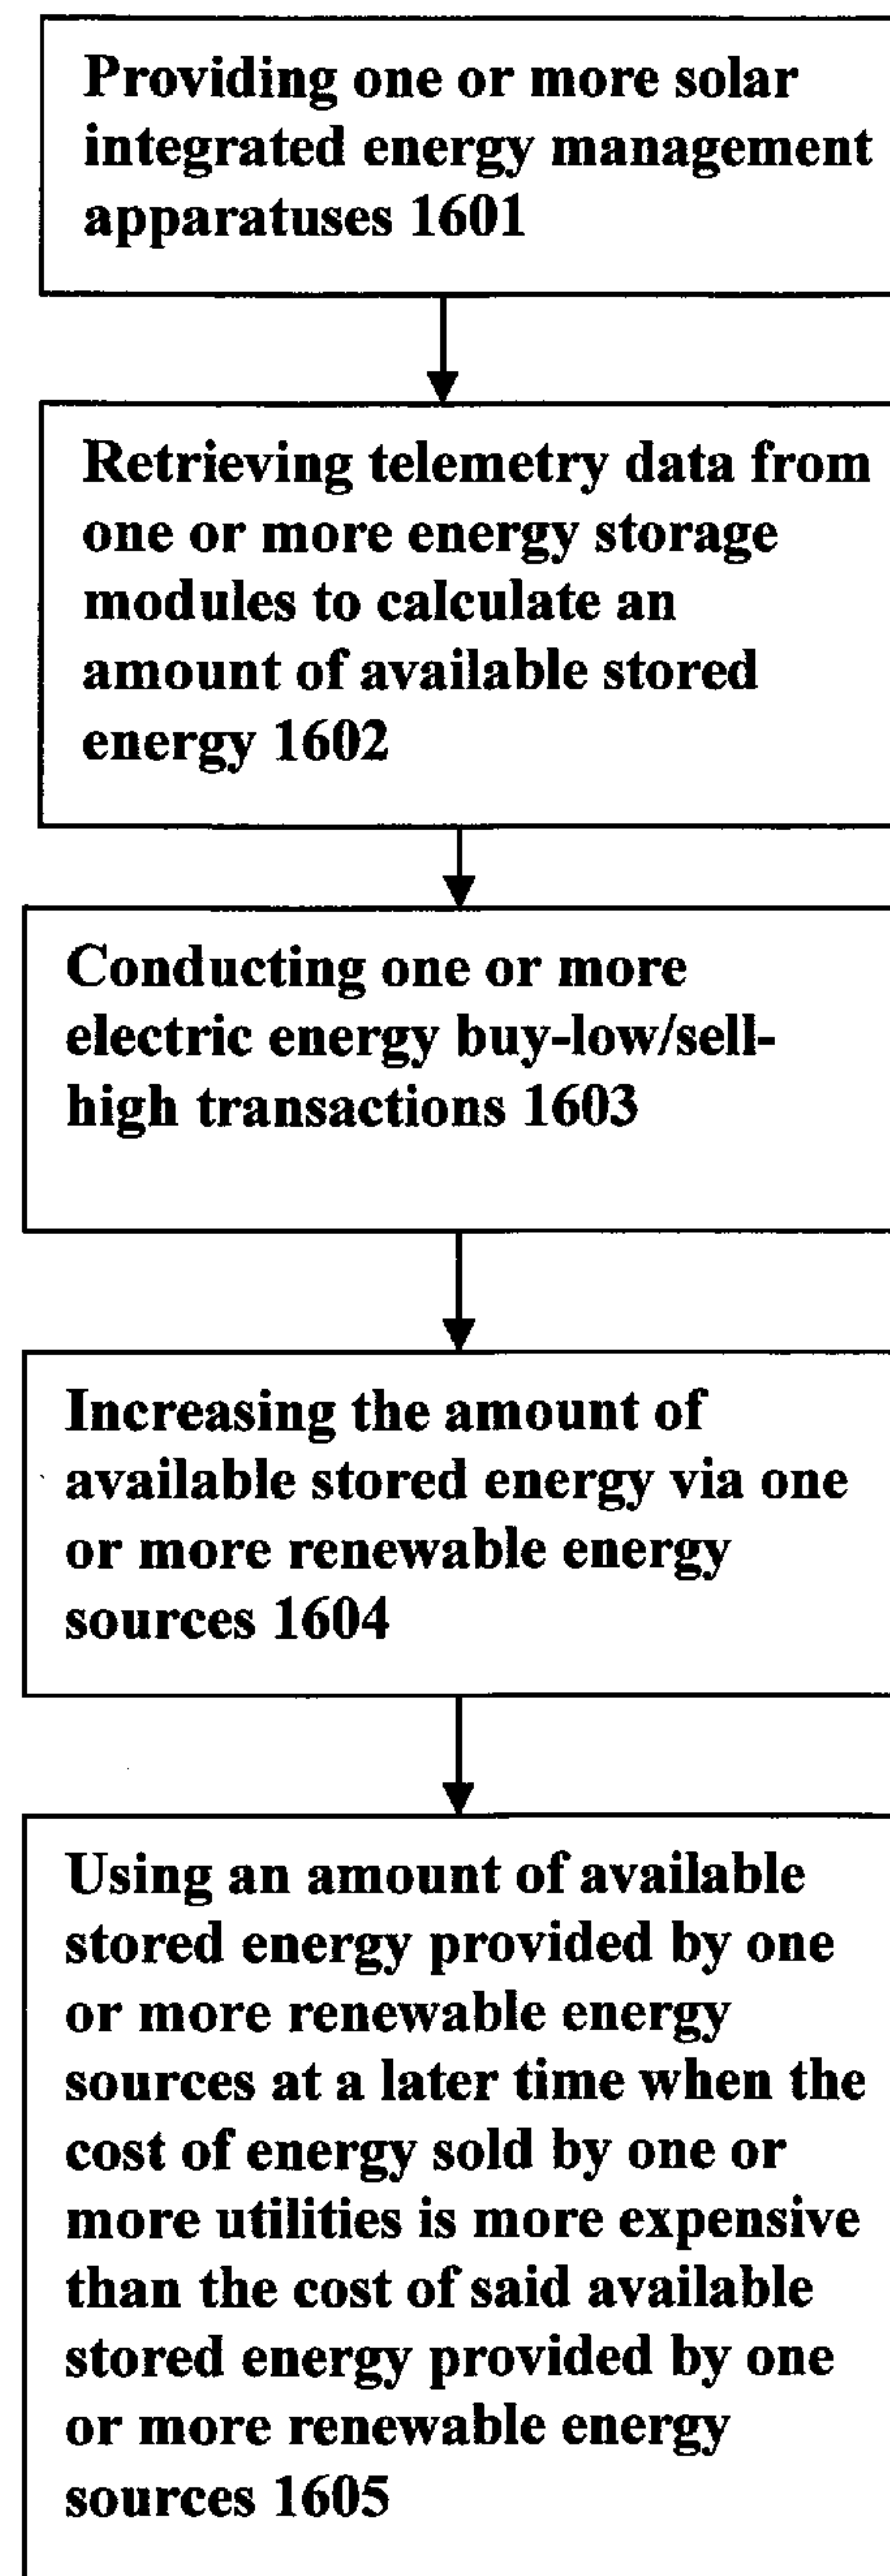 Providing one or more solar
integrated energy management
apparatuses 1601
Retrieving telemetry data from
one or more energy storage
modules to calculate an
amount of available stored
energy 1602
Conducting one or more
electric energy buy-low/sell-
high transactions 1603
Increasing the amount of
available stored energy via one
or more renewable energy
sources 1604
Using an amount of available
stored energy provided by one
or more renewable energy
sources at a later time when the
cost of energy sold by one or
more utilities is more expensive
than the cost of said available
stored energy provided by one
or more renewable energy
sources 1605